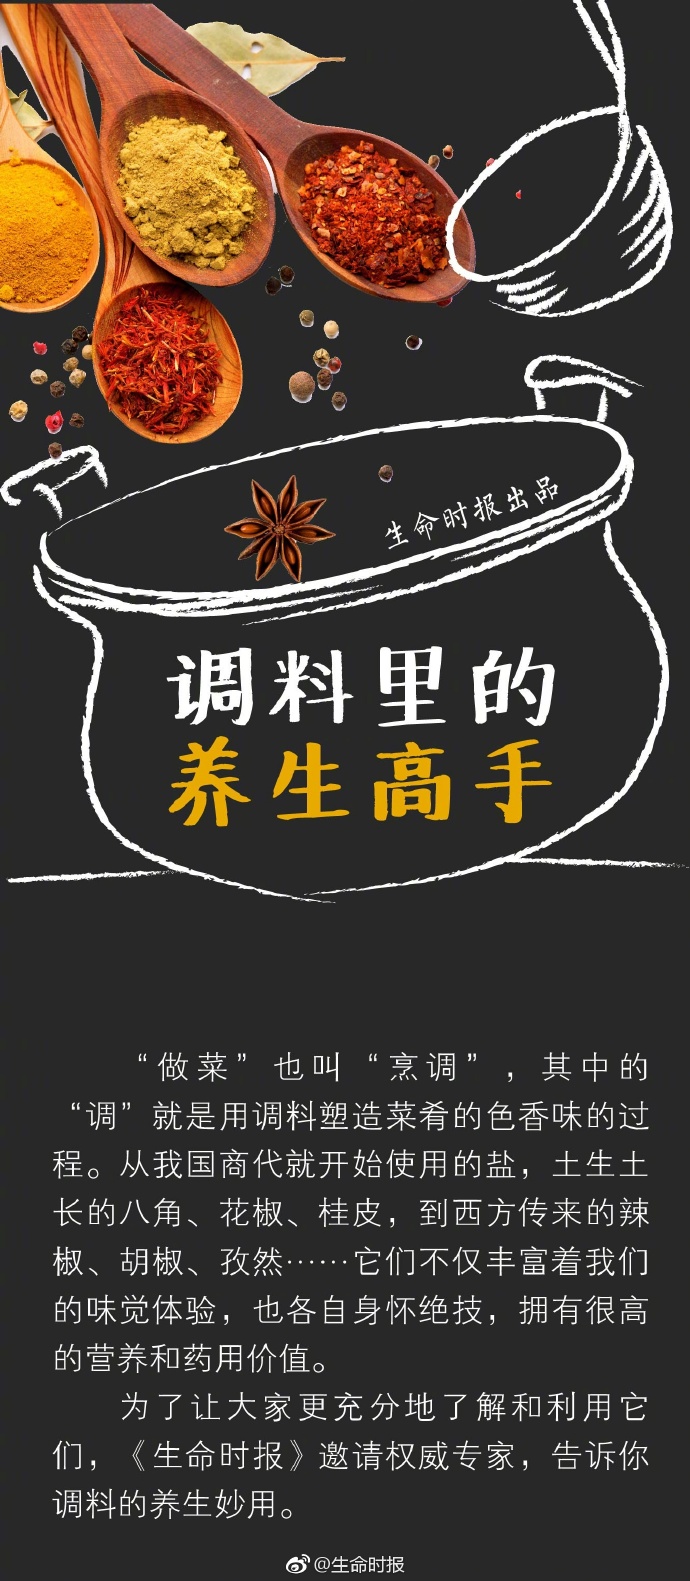 生命时报出品
调料里的
养生高手
“做菜”也叫“烹调”，其中的
“调”就是用调料塑造菜肴的色香味的过
程。从我国商代就开始使用的盐，土生土
长的八角、花椒、桂皮，到西方传来的辣
椒、胡椒、孜然……它们不仅丰富着我们
的味觉体验，也各自身怀绝技，拥有很高
的营养和药用价值。
为了让大家更充分地了解和利用它
们，《生命时报》邀请权威专家，告诉你
调料的养生妙用。
@生命时报